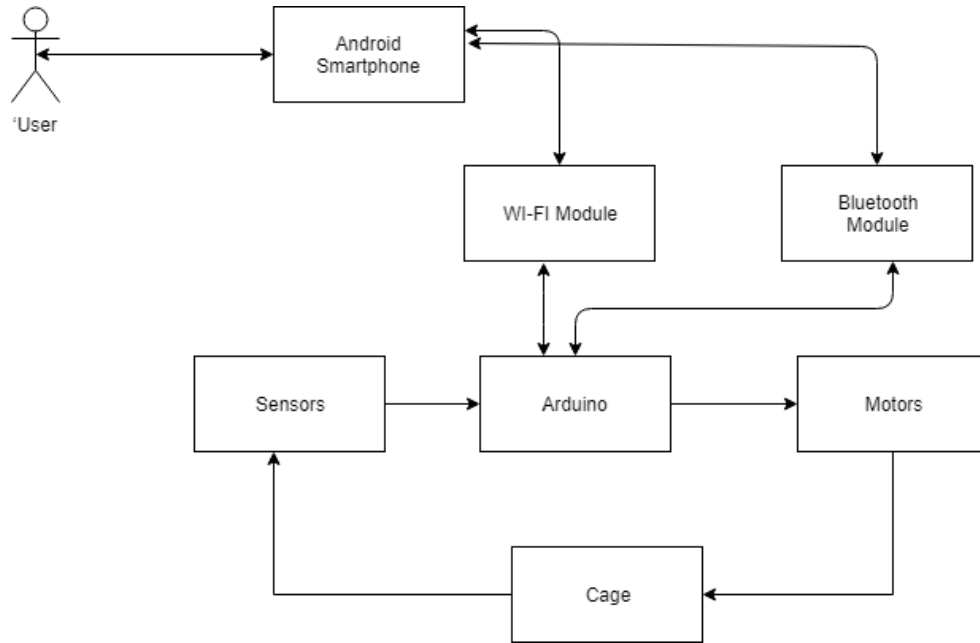 Android
Smartphone
‘User
WI-FI Module
Bluetooth
Module
Sensors
Arduino
Motors
Cage